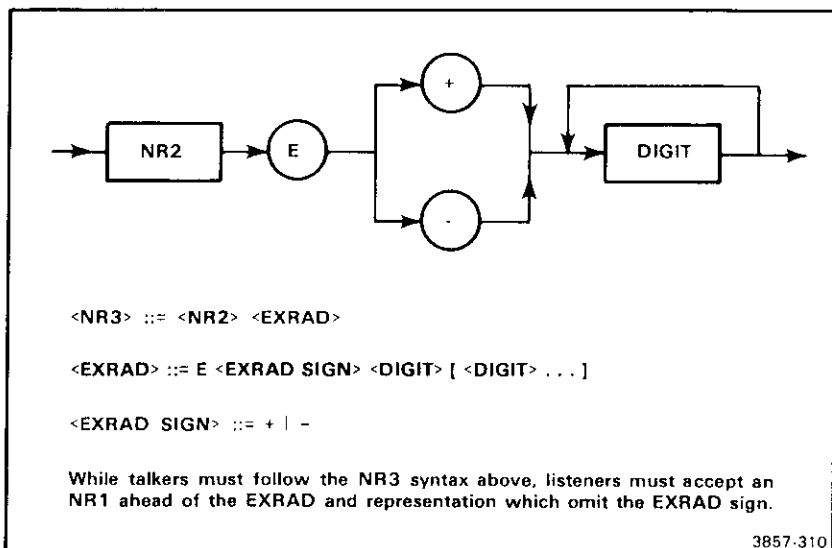 NR2
E
+
-
DIGIT
<NR3> ::= <NR2> <EXRAD>
<EXRAD> ::= E <EXRAD SIGN> <DIGIT> [ <DIGIT> . . . ]
<EXRAD SIGN> ::= + | -
While talkers must follow the NR3 syntax above, listeners must accept an
NR1 ahead of the EXRAD and representation which omit the EXRAD sign.
3857-310